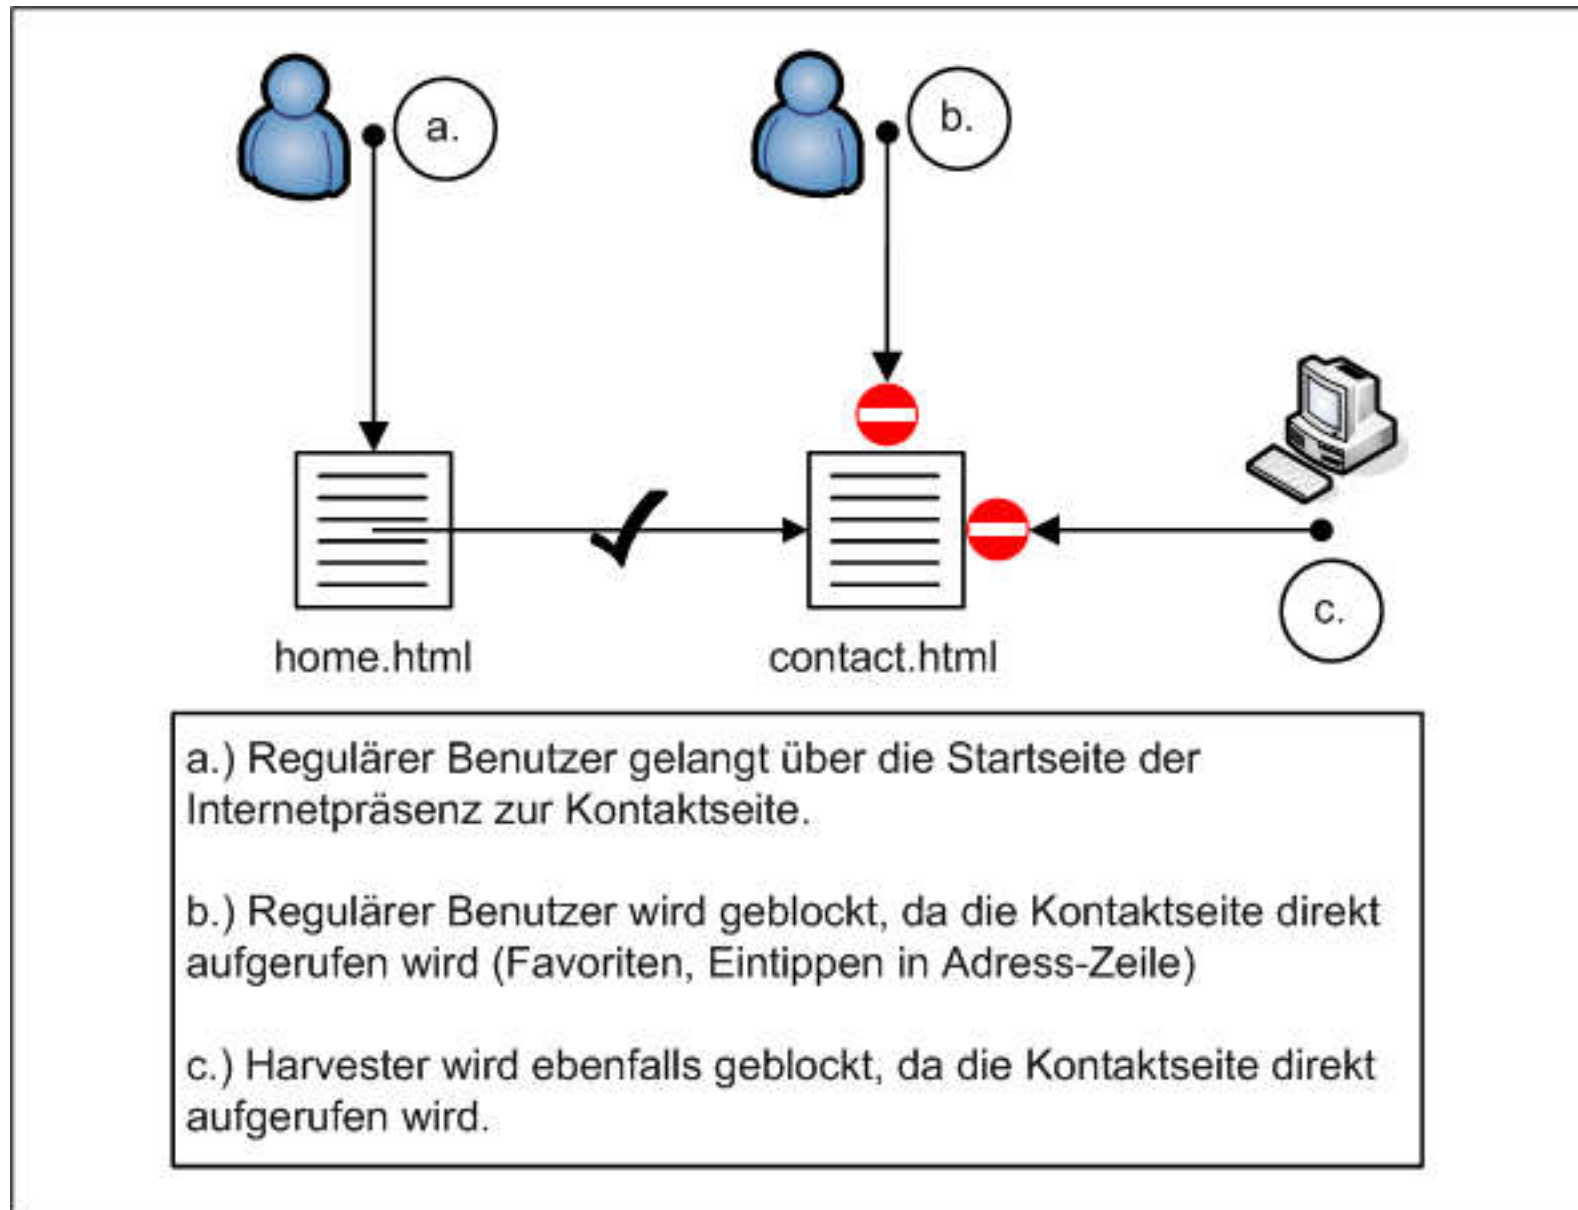 a.
b.
c.
home.html
contact.html
a.) Regulärer Benutzer gelangt über die Startseite der
Internetpräsenz zur Kontaktseite.
b.) Regulärer Benutzer wird geblockt, da die Kontaktseite direkt
aufgerufen wird (Favoriten, Eintippen in Adress-Zeile)
c.) Harvester wird ebenfalls geblockt, da die Kontaktseite direkt
aufgerufen wird.